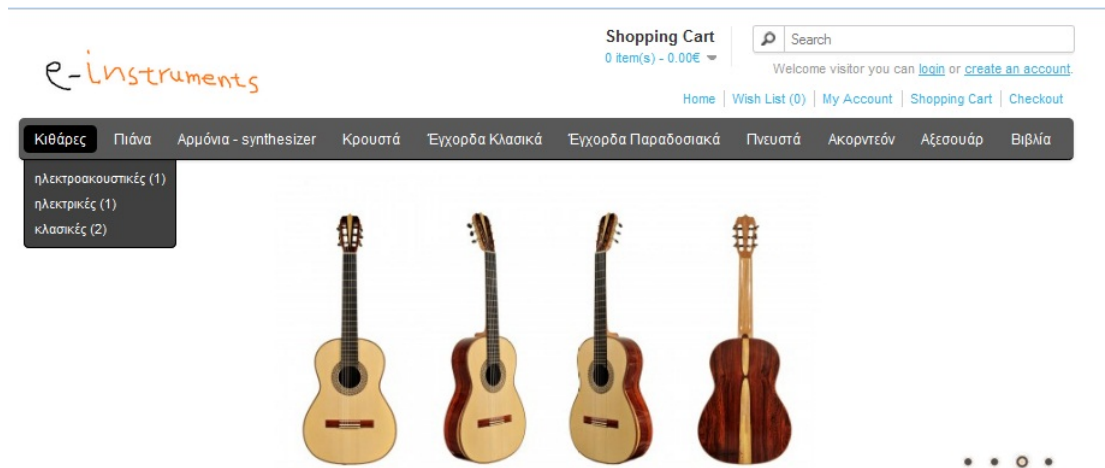 e-instruments
Shopping Cart
0 item(s) - 0.00€
Search
Welcome visitor you can login or create an account.
Home Wish List (0) My Account Shopping Cart Checkout
Κιθάρες Πιάνα Αρμόνια - synthesizer Κρουστά Έγχορδα Κλασικά Έγχορδα Παραδοσιακά Πνευστά Ακορντεόν Αξεσουάρ Βιβλία
ηλεκτροακουστικές (1)
ηλεκτρικές (1)
κλασικές (2)